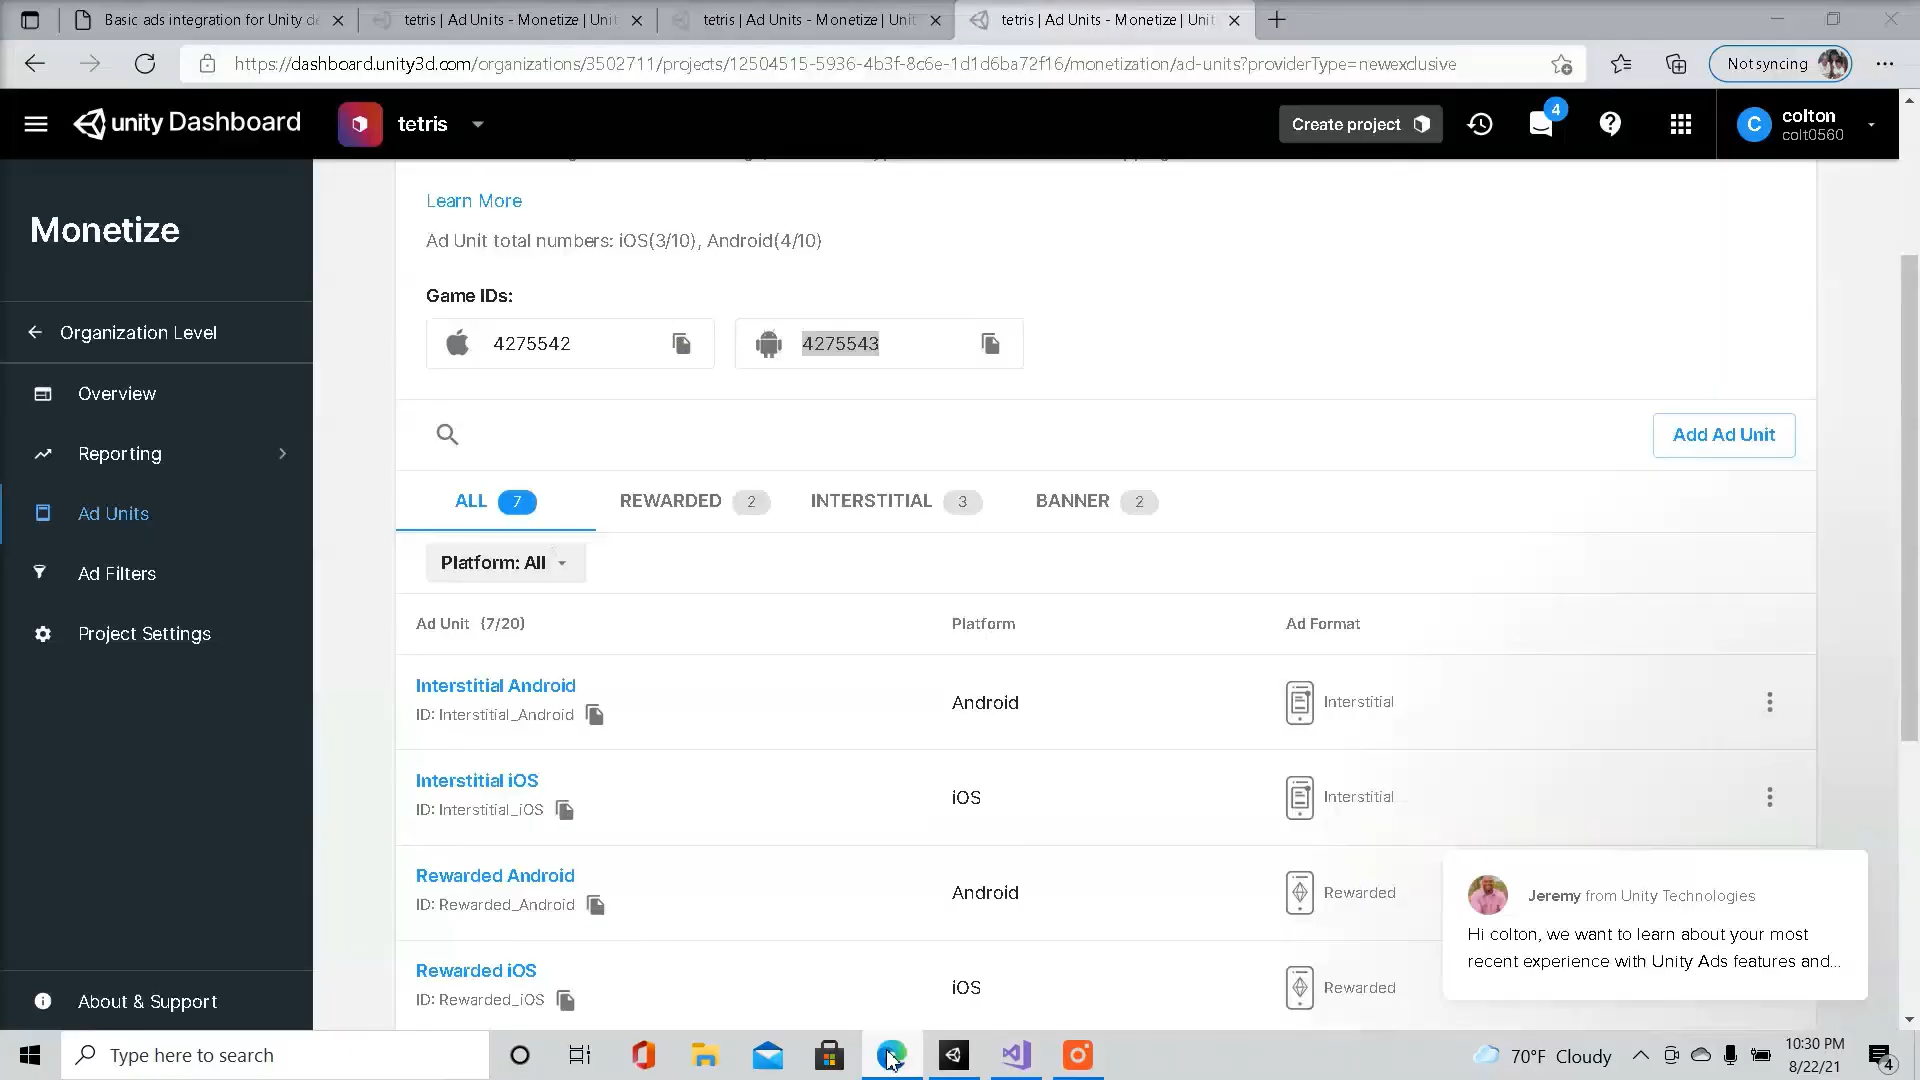 Basic ads integration for Unity de
tetris | Ad Units - Monetize | Unit
tetris | Ad Units - Monetize | Unit
tetris | Ad Units - Monetize | Unit
https://dashboard.unity3d.com/organizations/3502711/projects/12504515-5936-4b3f-8c6e-1d1d6ba72f16/monetization/ad-units?providerType=newexclusive
Not syncing
unity Dashboard
tetris
Create project
4
C
colton
colt0560
Monetize
Organization Level
Overview
Reporting
Ad Units
Ad Filters
Project Settings
About & Support
Learn More
Ad Unit total numbers: iOS(3/10), Android(4/10)
Game IDs:
4275542
4275543
Add Ad Unit
ALL 7
REWARDED 2
INTERSTITIAL 3
BANNER 2
Platform: All
Ad Unit (7/20) Platform Ad Format
Interstitial Android
ID: Interstitial_Android
Android
Interstitial
Interstitial iOS
ID: Interstitial_iOS
iOS
Interstitial
Rewarded Android
ID: Rewarded_Android
Android
Rewarded
Rewarded iOS
ID: Rewarded_iOS
iOS
Rewarded
Jeremy from Unity Technologies
Hi colton, we want to learn about your most
recent experience with Unity Ads features and...
Type here to search
70°F Cloudy
10:30 PM
8/22/21
4